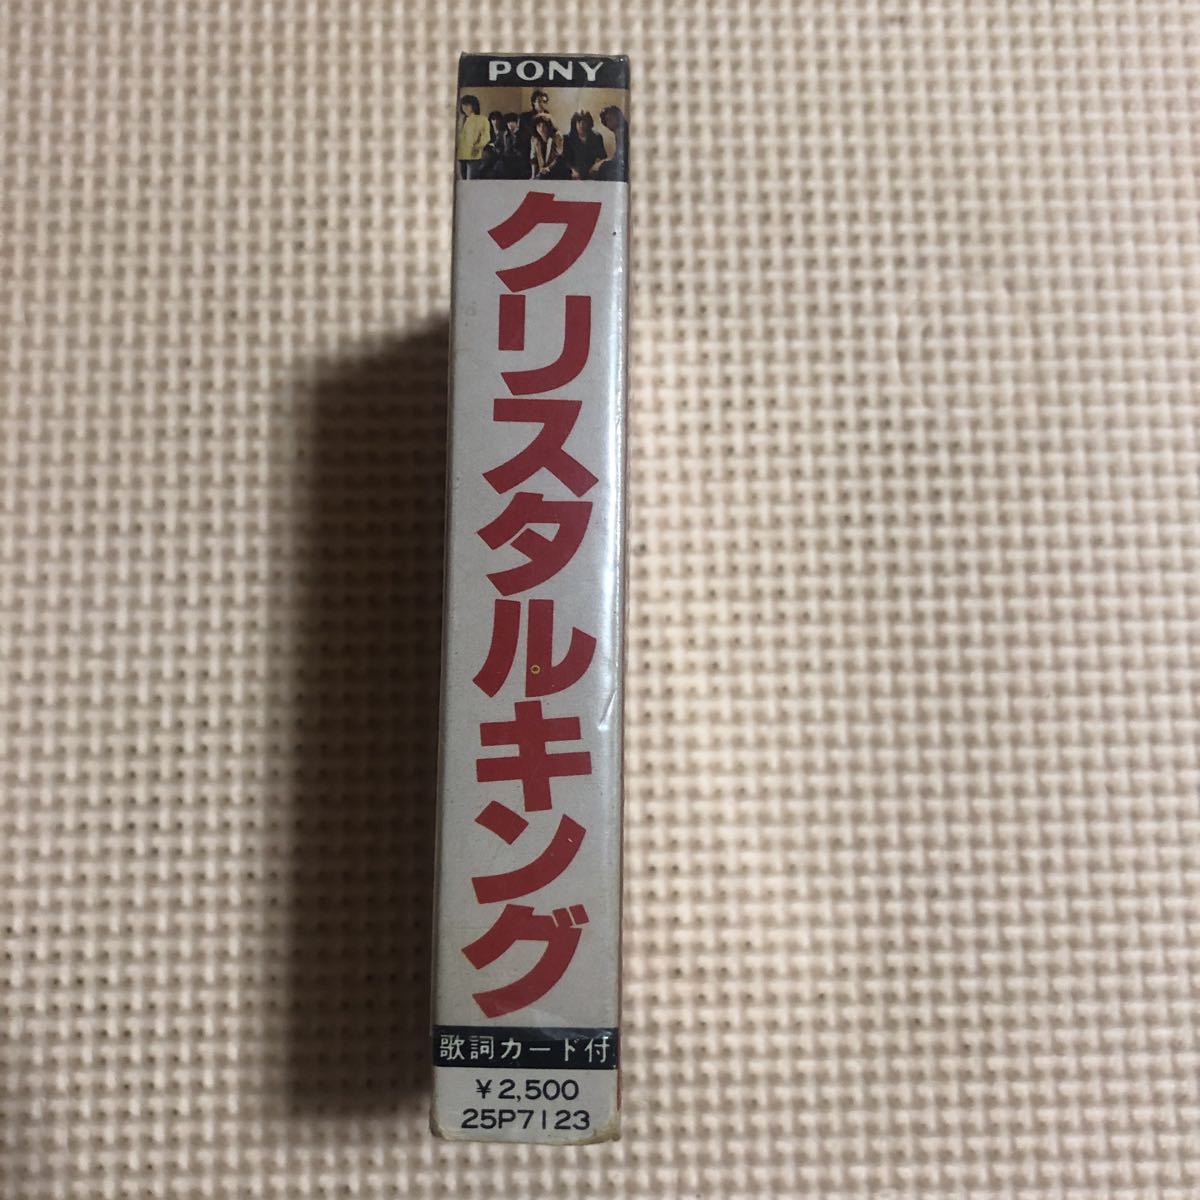 PONY
クリスタルキング
歌詞カード付
¥2,500
25P7123